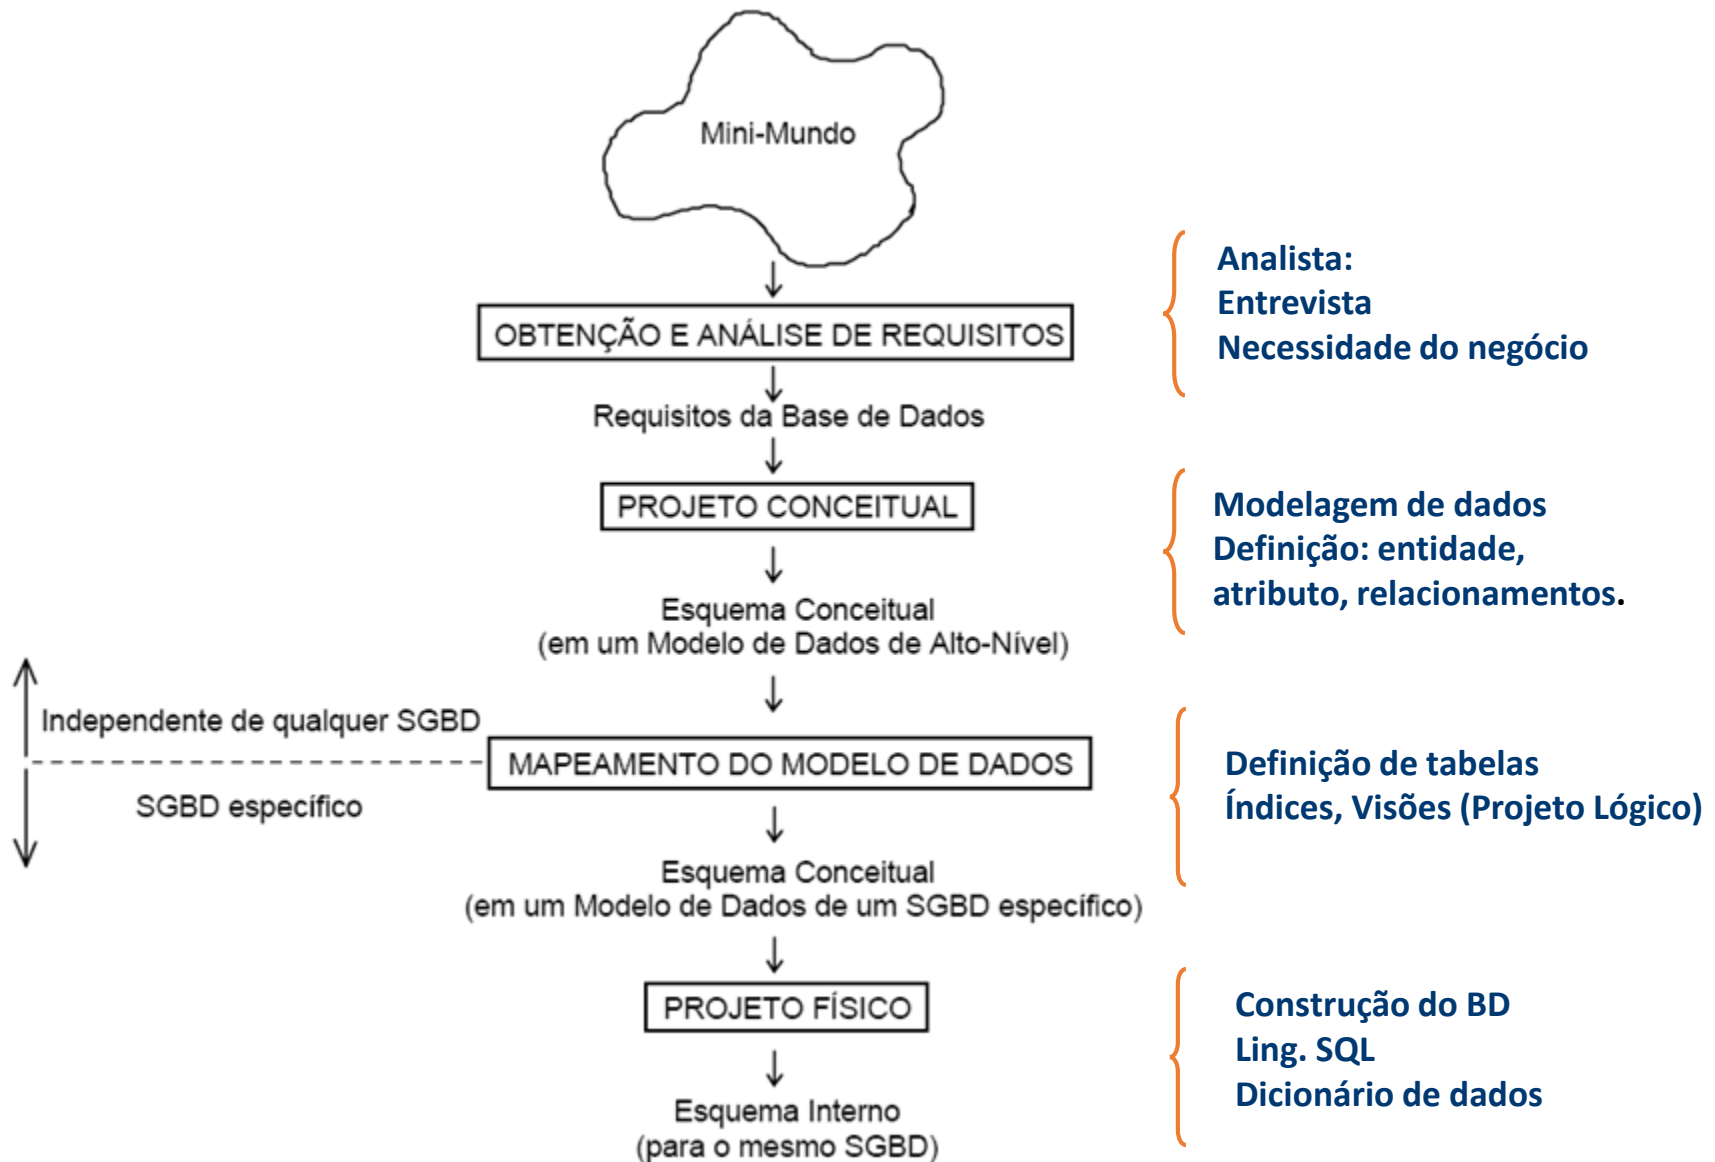 Mini-Mundo
OBTENÇÃO E ANÁLISE DE REQUISITOS
Analista:
Entrevista
Necessidade do negócio
Requisitos da Base de Dados
PROJETO CONCEITUAL
Modelagem de dados
Definição: entidade,
atributo, relacionamentos.
Esquema Conceitual
(em um Modelo de Dados de Alto-Nível)
Independente de qualquer SGBD
SGBD específico
MAPEAMENTO DO MODELO DE DADOS
Definição de tabelas
Índices, Visões (Projeto Lógico)
Esquema Conceitual
(em um Modelo de Dados de um SGBD específico)
PROJETO FÍSICO
Construção do BD
Ling. SQL
Dicionário de dados
Esquema Interno
(para o mesmo SGBD)